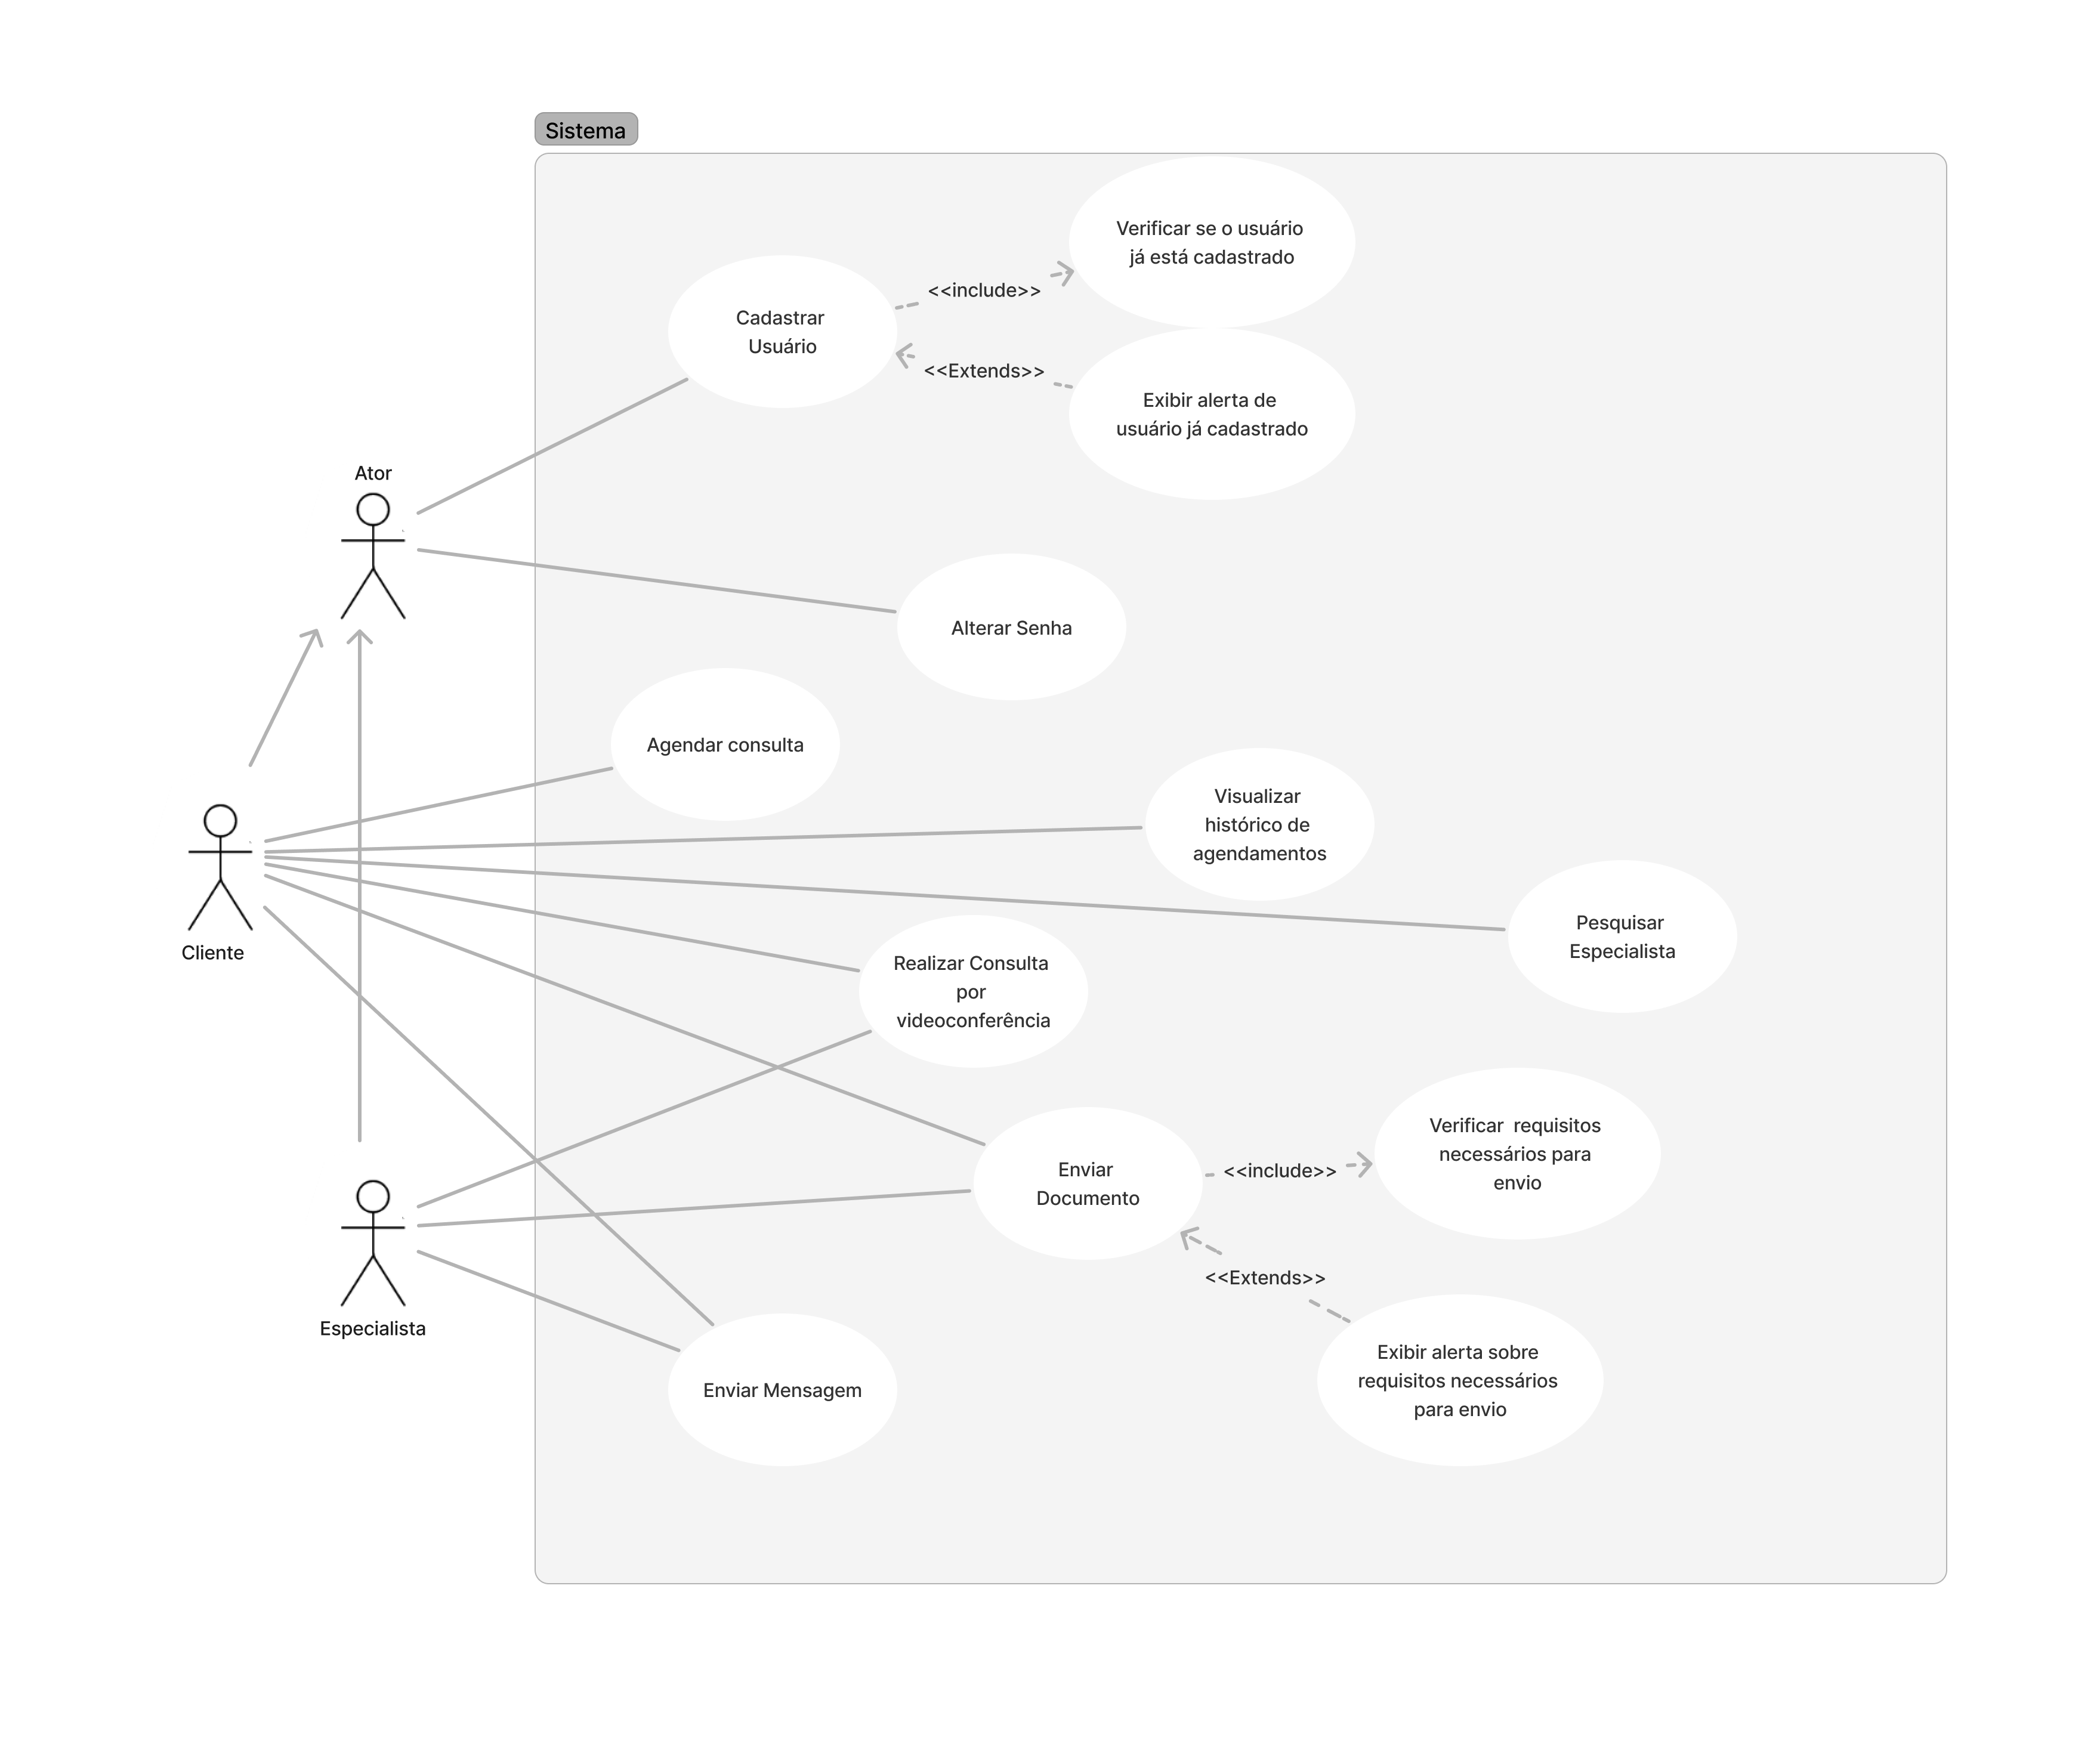 Sistema
Verificar se o usuário
já está cadastrado
<<include>>
Cadastrar
Usuário
<<Extends>>
Exibir alerta de
usuário já cadastrado
Ator
Alterar Senha
Agendar consulta
Visualizar
histórico de
agendamentos
Pesquisar
Especialista
Cliente
Realizar Consulta
por
videoconferência
Verificar  requisitos
necessários para
envio
Enviar
Documento
<<include>>
<<Extends>>
Especialista
Exibir alerta sobre
requisitos necessários
para envio
Enviar Mensagem